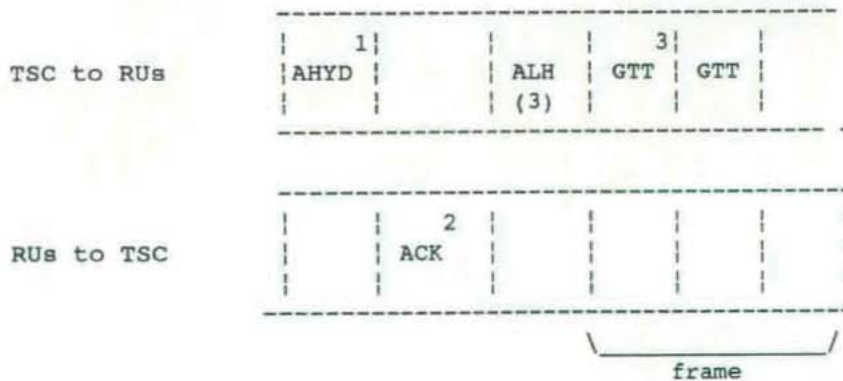 1 3
TSC to RUs AHYD ALH GTT GTT
(3)
2
RUs to TSC ACK
frame